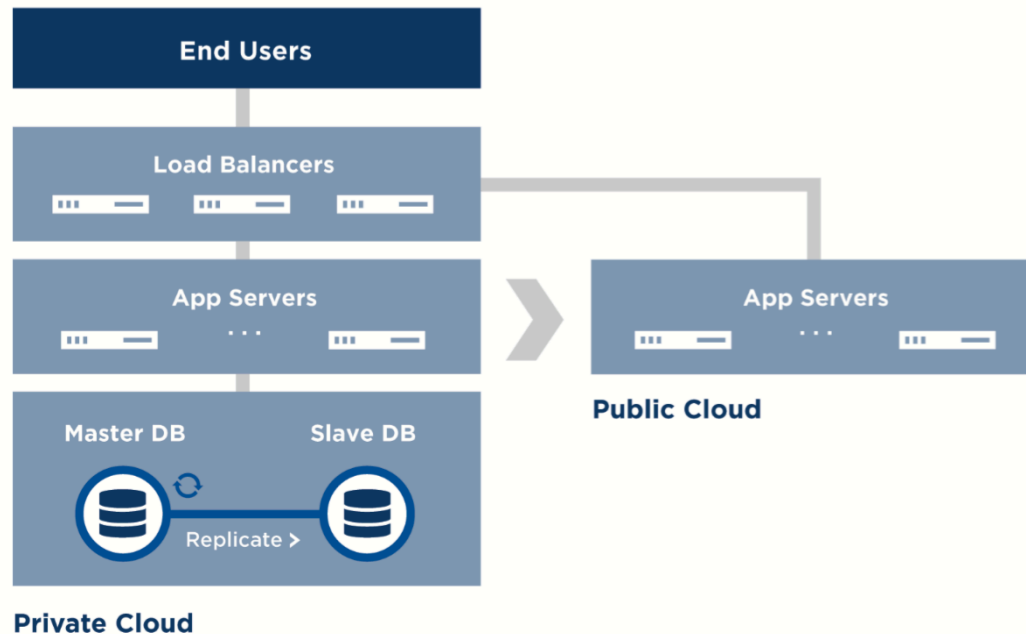 End Users
Load Balancers
App Servers
...
App Servers
...
Public Cloud
Master DB
Slave DB
Replicate >
Private Cloud